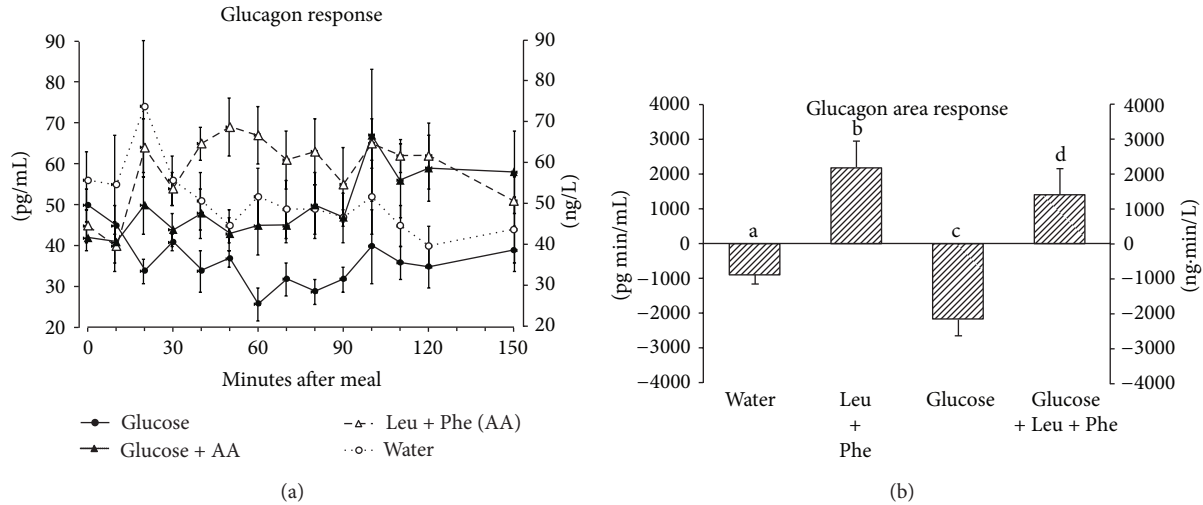 Glucagon response
90
80
70
60
50
40
30
20
(pg/mL)
90
80
70
60
50
40
30
20
(ng/L)
0 30 60 90 120 150
Minutes after meal
Glucose
Glucose + AA
Leu + Phe (AA)
Water
(a)
Glucagon area response
4000
3000
2000
1000
0
−1000
−2000
−3000
−4000
(pg min/mL)
4000
3000
2000
1000
0
−1000
−2000
−3000
−4000
(ng·min/L)
a
b
c
d
Water
Leu
+
Phe
Glucose
Glucose
+ Leu + Phe
(b)